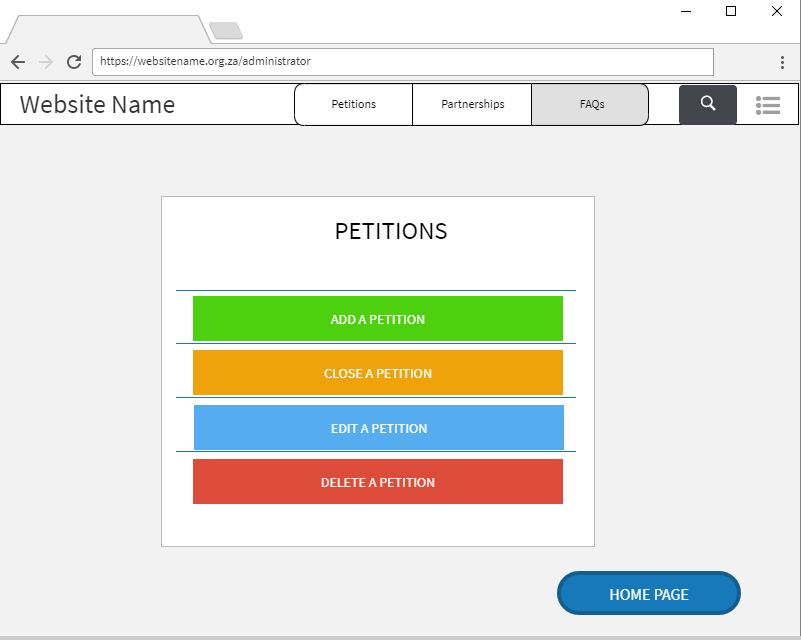 https://websitename.org.za/administrator
Website Name
Petitions
Partnerships
FAQs
PETITIONS
ADD A PETITION
CLOSE A PETITION
EDIT A PETITION
DELETE A PETITION
HOME PAGE